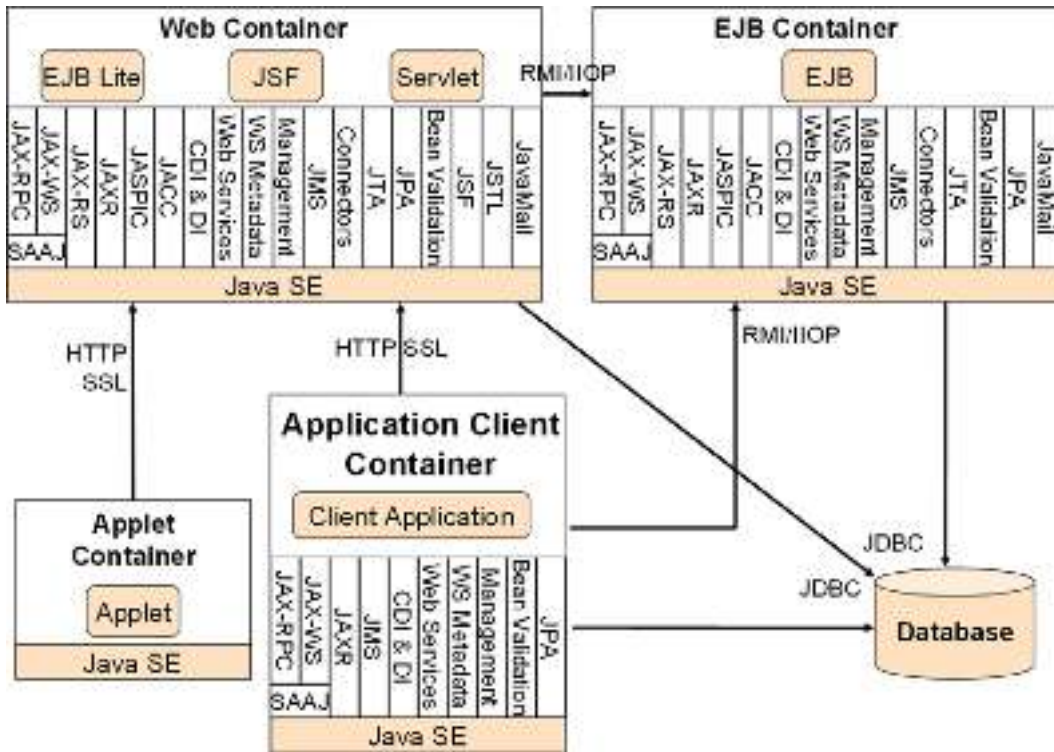 Web Container
EJB Lite
JSF
Servlet
JAX-RPC
JAX-WS
SAAJ
JAX-RS
JAXR
JASPIC
JACC
CDI & DI
Web Services
WS Metadata
Management
JMS
Connectors
JTA
JPA
Bean Validation
JSF
JSTL
JavaMail
Java SE
RMI/IIOP
EJB Container
EJB
JAX-RPC
JAX-WS
SAAJ
JAX-RS
JAXR
JASPIC
JACC
CDI & DI
Web Services
WS Metadata
Management
JMS
Connectors
JTA
Bean Validation
JPA
JavaMail
Java SE
HTTP
SSL
HTTP SSL
RMI/IIOP
Application Client
Container
Client Application
JAX-RPC
JAX-WS
SAAJ
JAXR
JMS
CDI & DI
Web Services
WS Metadata
Management
Bean Validation
JPA
Java SE
Applet
Container
Applet
Java SE
JDBC
JDBC
Database